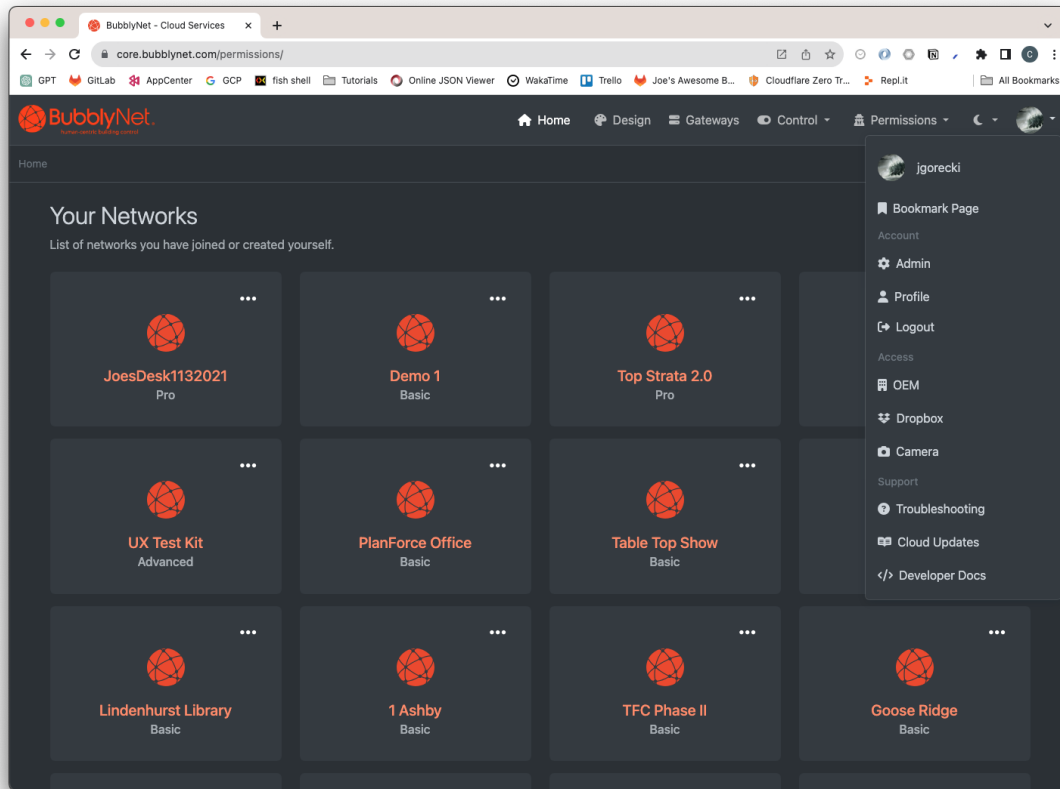 BubblyNet - Cloud Services
core.bubblynet.com/permissions/
C
GPT GitLab AppCenter GCP fish shell Tutorials Online JSON Viewer WakaTime Trello Joe's Awesome B... Cloudflare Zero Tr... Repl.it All Bookmarks
BubblyNet.
human-centric building control
Home Design Gateways Control Permissions
Home
jgorecki
Bookmark Page
Account
Admin
Profile
Logout
Access
OEM
Dropbox
Camera
Support
Troubleshooting
Cloud Updates
Developer Docs
Your Networks
List of networks you have joined or created yourself.
JoesDesk1132021
Pro
Demo 1
Basic
Top Strata 2.0
Pro
UX Test Kit
Advanced
PlanForce Office
Basic
Table Top Show
Basic
Lindenhurst Library
Basic
1 Ashby
Basic
TFC Phase II
Basic
Goose Ridge
Basic